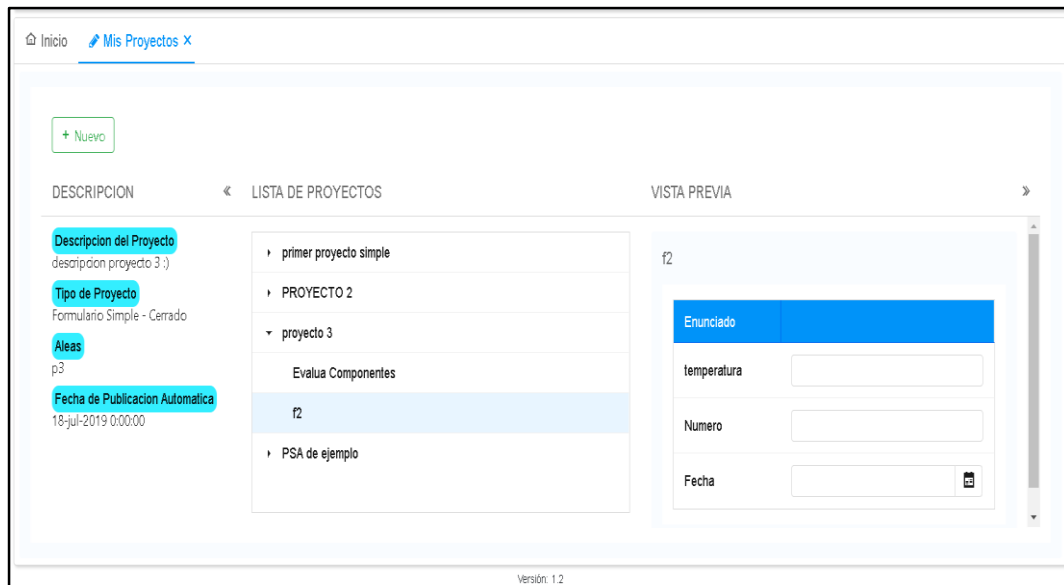 Inicio
Mis Proyectos ×
+ Nuevo
DESCRIPCION
«
LISTA DE PROYECTOS
VISTA PREVIA
»
Descripcion del Proyecto
descripcion proyecto 3 :)
Tipo de Proyecto
Formulario Simple - Cerrado
Aleas
p3
Fecha de Publicacion Automatica
18-jul-2019 0:00:00
primer proyecto simple
PROYECTO 2
proyecto 3
Evalua Componentes
f2
PSA de ejemplo
f2
Enunciado
temperatura
Numero
Fecha
Versión: 1.2